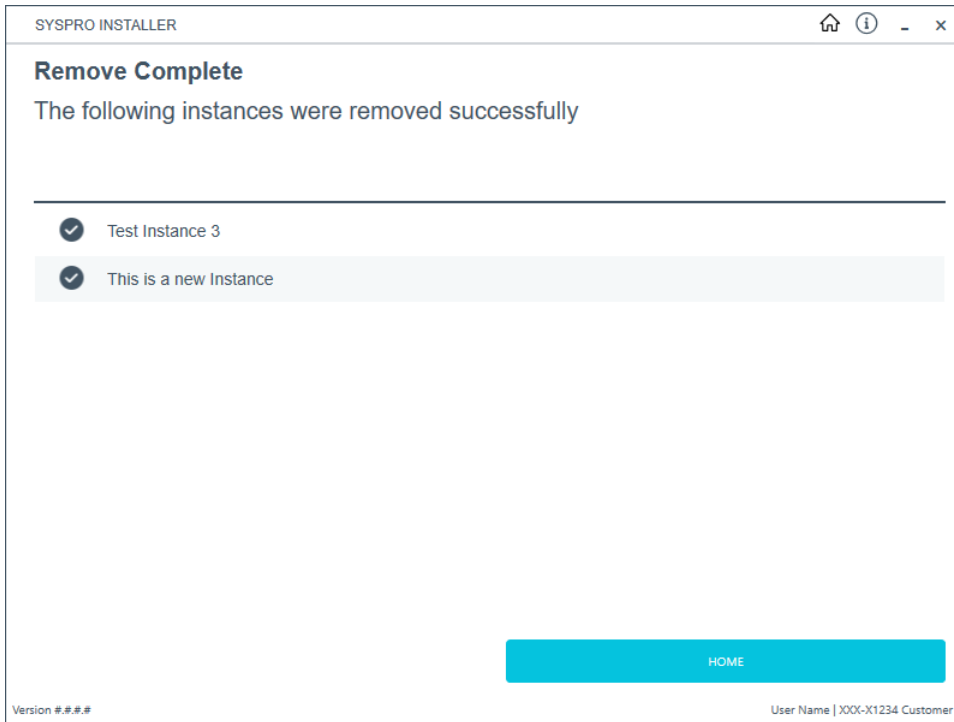 SYSPRO INSTALLER
Remove Complete
The following instances were removed successfully
Test Instance 3
This is a new Instance
HOME
Version #.#.#.#
User Name | XXX-X1234 Customer